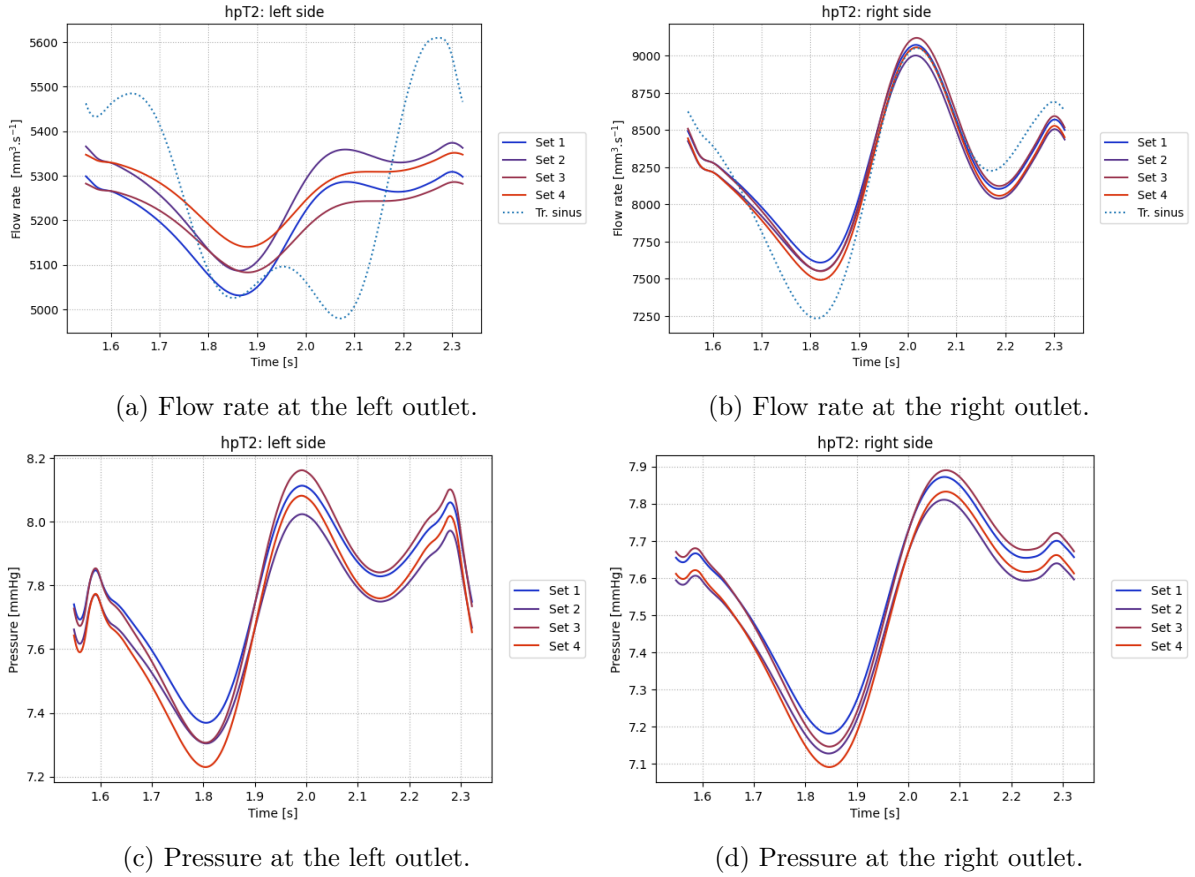 hpT2: left side
5600
5500
5400
5300
5200
5100
5000
Flow rate [mm³.s⁻¹]
1.6 1.7 1.8 1.9 2.0 2.1 2.2 2.3
Time [s]
Set 1
Set 2
Set 3
Set 4
Tr. sinus
(a) Flow rate at the left outlet.
hpT2: right side
9000
8750
8500
8250
8000
7750
7500
7250
Flow rate [mm³.s⁻¹]
1.6 1.7 1.8 1.9 2.0 2.1 2.2 2.3
Time [s]
Set 1
Set 2
Set 3
Set 4
Tr. sinus
(b) Flow rate at the right outlet.
hpT2: left side
8.2
8.0
7.8
7.6
7.4
7.2
Pressure [mmHg]
1.6 1.7 1.8 1.9 2.0 2.1 2.2 2.3
Time [s]
Set 1
Set 2
Set 3
Set 4
(c) Pressure at the left outlet.
hpT2: right side
7.9
7.8
7.7
7.6
7.5
7.4
7.3
7.2
7.1
Pressure [mmHg]
1.6 1.7 1.8 1.9 2.0 2.1 2.2 2.3
Time [s]
Set 1
Set 2
Set 3
Set 4
(d) Pressure at the right outlet.